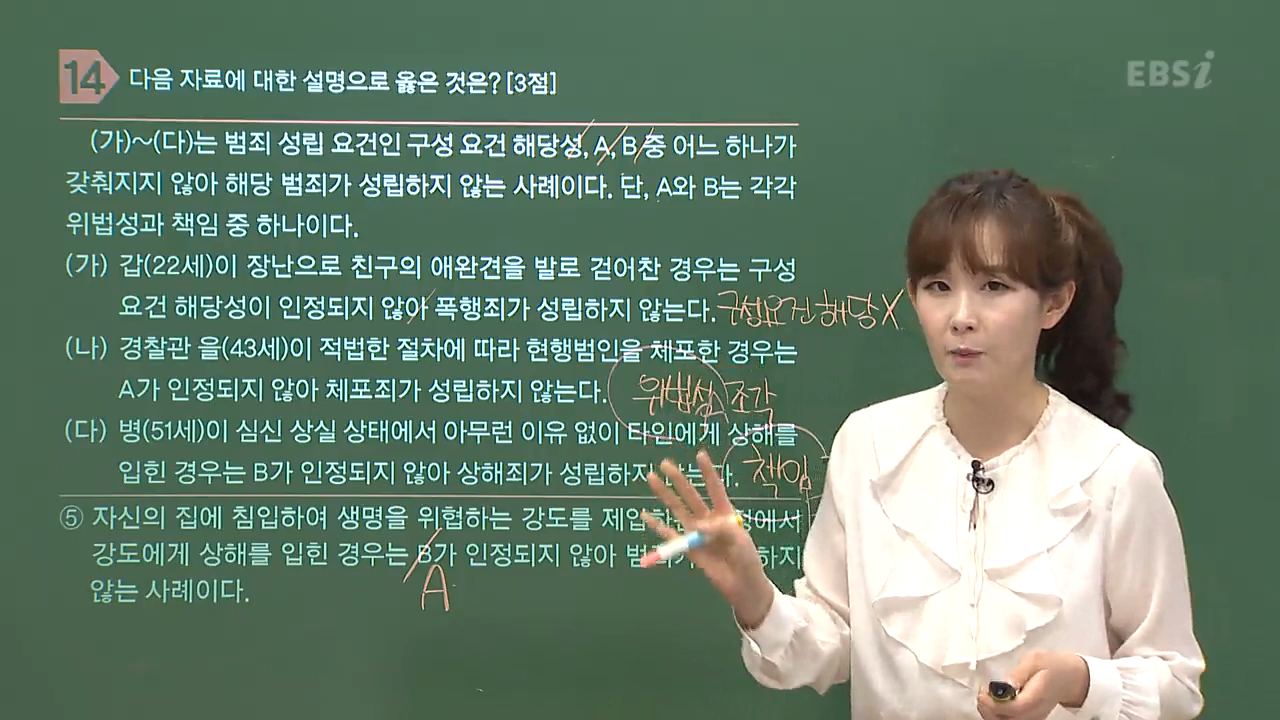 EBSi
14 다음 자료에 대한 설명으로 옳은 것은? [3점]
(가)~(다)는 범죄 성립 요건인 구성 요건 해당성, A, B 중 어느 하나가
갖춰지지 않아 해당 범죄가 성립하지 않는 사례이다. 단, A와 B는 각각
위법성과 책임 중 하나이다.
(가) 갑(22세)이 장난으로 친구의 애완견을 발로 걷어찬 경우는 구성
요건 해당성이 인정되지 않아 폭행죄가 성립하지 않는다. 구성요건해당X
(나) 경찰관 을(43세)이 적법한 절차에 따라 현행범인을 체포한 경우는
A가 인정되지 않아 체포죄가 성립하지 않는다. 위법성 조각
(다) 병(51세)이 심신 상실 상태에서 아무런 이유 없이 타인에게 상해를
입힌 경우는 B가 인정되지 않아 상해죄가 성립하지 않는다. 책임
⑤ 자신의 집에 침입하여 생명을 위협하는 강도를 제압하는
강도에게 상해를 입힌 경우는 B가 인정되지 않아
않는 사례이다.
A